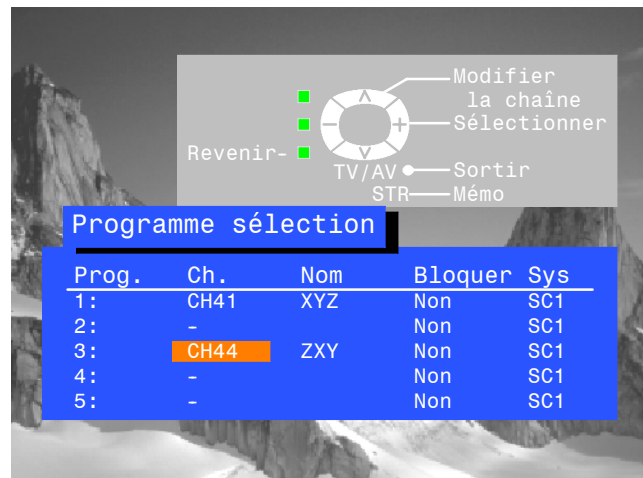 Modifier
la chaîne
Sélectionner
Revenir-
TV/AV Sortir
STR Mémo
Programme sélection
Prog. Ch. Nom Bloquer Sys
1: CH41 XYZ Non SC1
2: - Non SC1
3: CH44 ZXY Non SC1
4: - Non SC1
5: - Non SC1